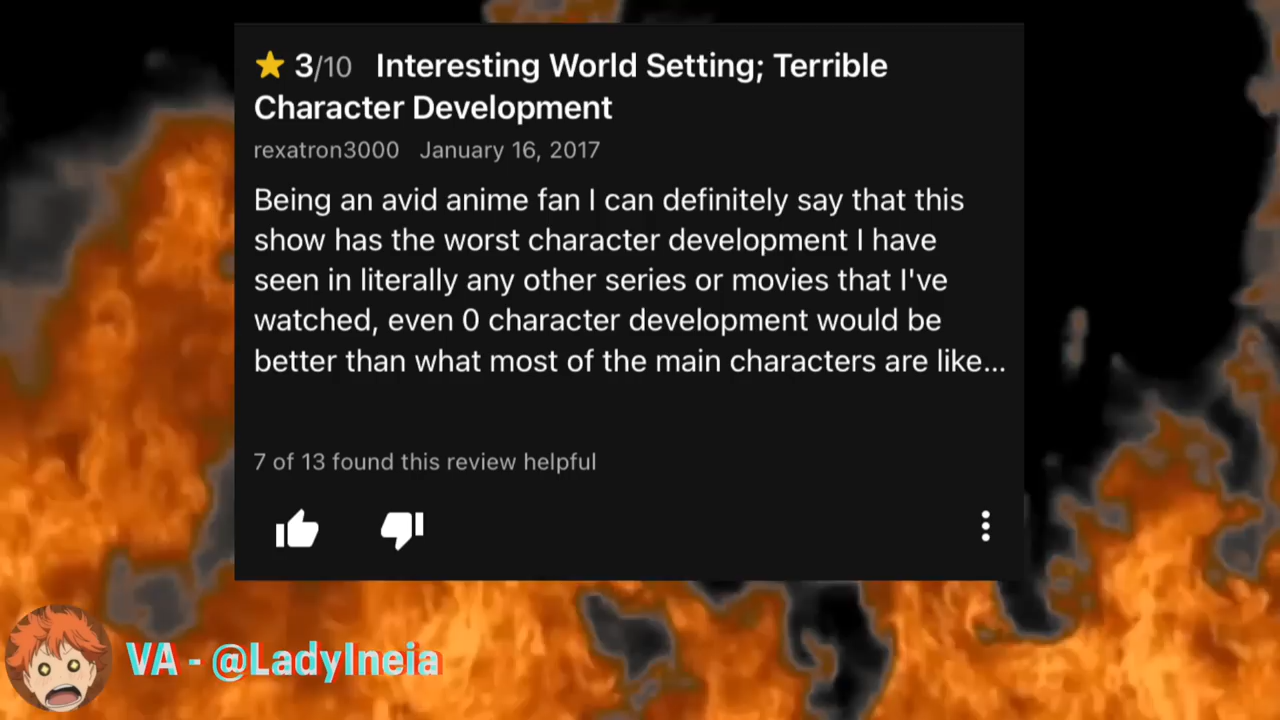 3/10 Interesting World Setting; Terrible
Character Development
rexatron3000 January 16, 2017
Being an avid anime fan I can definitely say that this
show has the worst character development I have
seen in literally any other series or movies that I've
watched, even 0 character development would be
better than what most of the main characters are like...
7 of 13 found this review helpful
VA - @LadyIneia